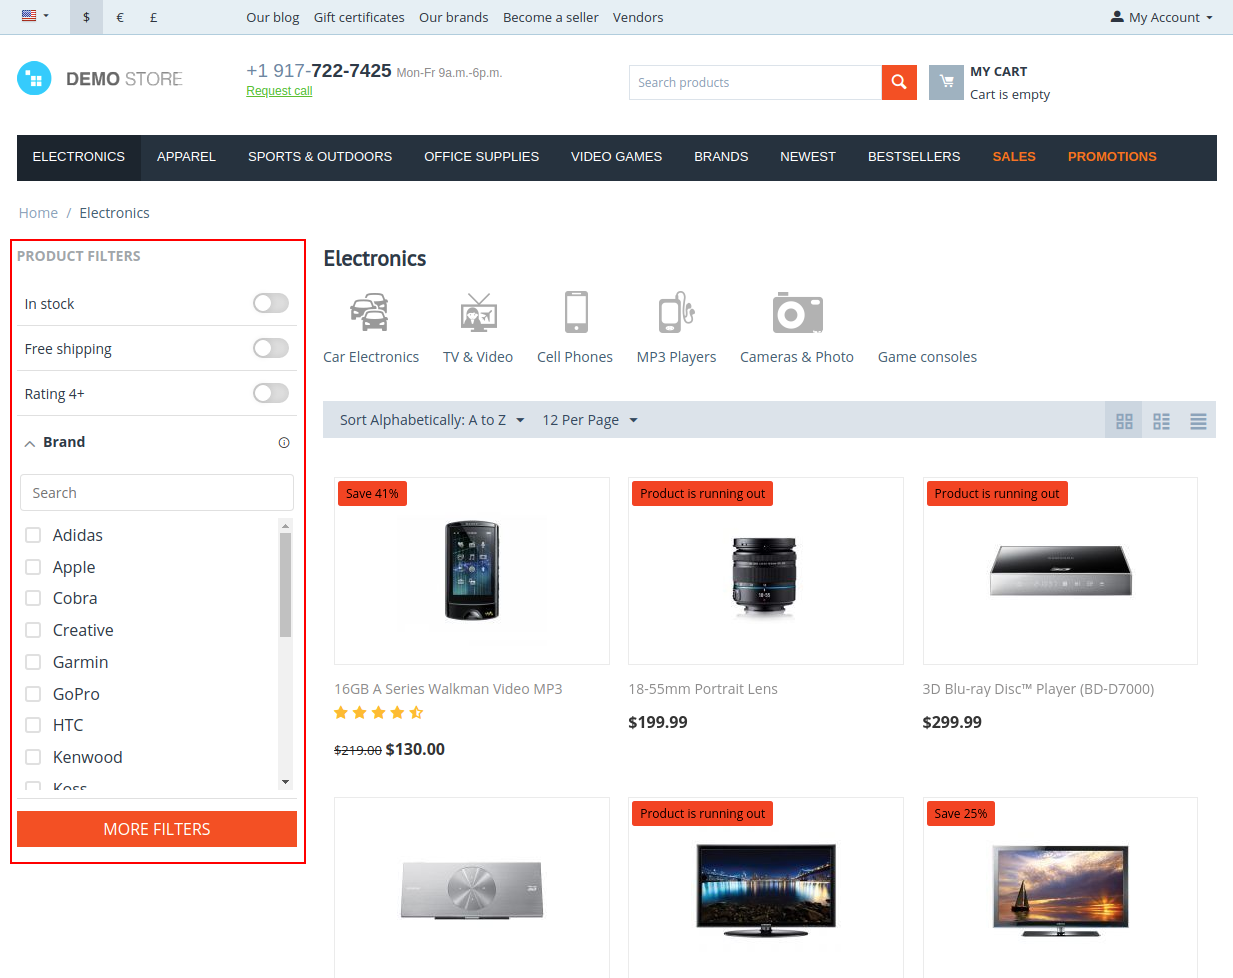 $ € £ Our blog Gift certificates Our brands Become a seller Vendors My Account
DEMO STORE
+1 917-722-7425 Mon-Fr 9a.m.-6p.m.
Request call
Search products
MY CART
Cart is empty
ELECTRONICS APPAREL SPORTS & OUTDOORS OFFICE SUPPLIES VIDEO GAMES BRANDS NEWEST BESTSELLERS SALES PROMOTIONS
Home / Electronics
PRODUCT FILTERS
In stock
Free shipping
Rating 4+
Brand
Search
Adidas
Apple
Cobra
Creative
Garmin
GoPro
HTC
Kenwood
Koss
MORE FILTERS
Electronics
Car Electronics TV & Video Cell Phones MP3 Players Cameras & Photo Game consoles
Sort Alphabetically: A to Z 12 Per Page
Save 41%
16GB A Series Walkman Video MP3
$219.00 $130.00
Product is running out
18-55
18-55mm Portrait Lens
$199.99
Product is running out
3D Blu-ray Disc™ Player (BD-D7000)
$299.99
Product is running out
Save 25%